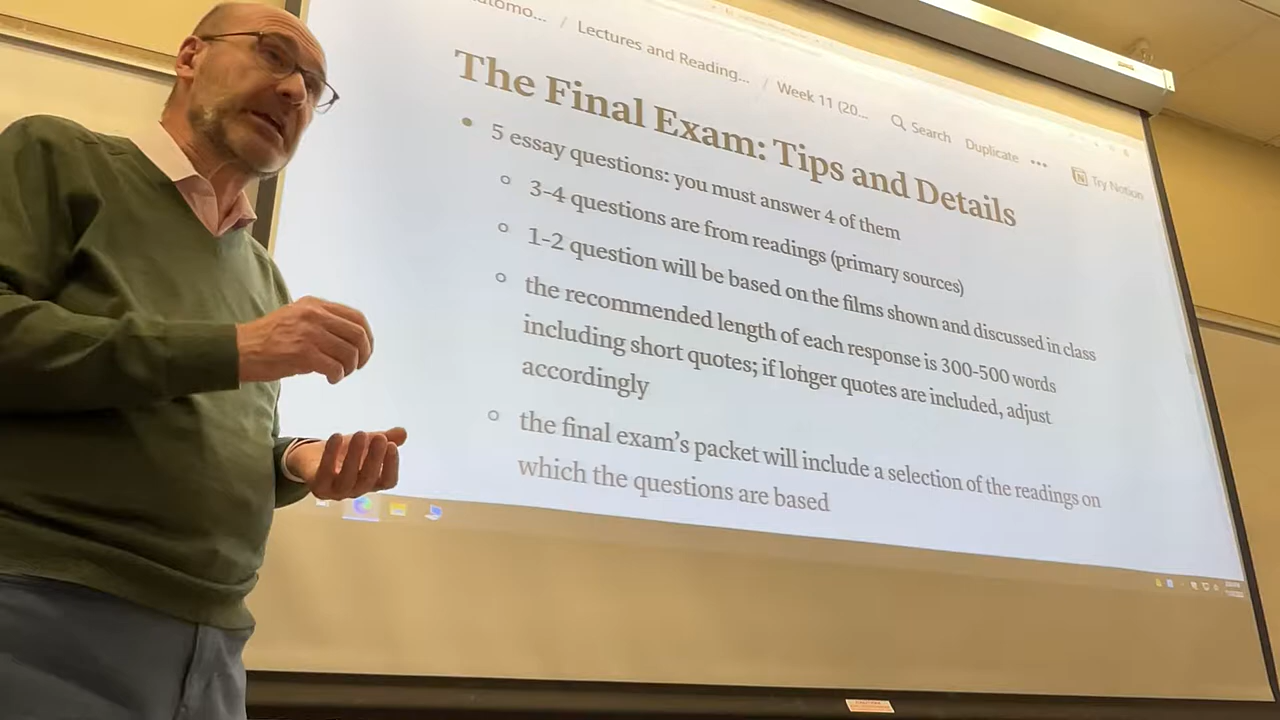 utomo... / Lectures and Reading... / Week 11 (20... Search Duplicate ••• Try Notion
The Final Exam: Tips and Details
• 5 essay questions: you must answer 4 of them
○ 3-4 questions are from readings (primary sources)
○ 1-2 question will be based on the films shown and discussed in class
○ the recommended length of each response is 300-500 words
including short quotes; if longer quotes are included, adjust
accordingly
○ the final exam's packet will include a selection of the readings on
which the questions are based